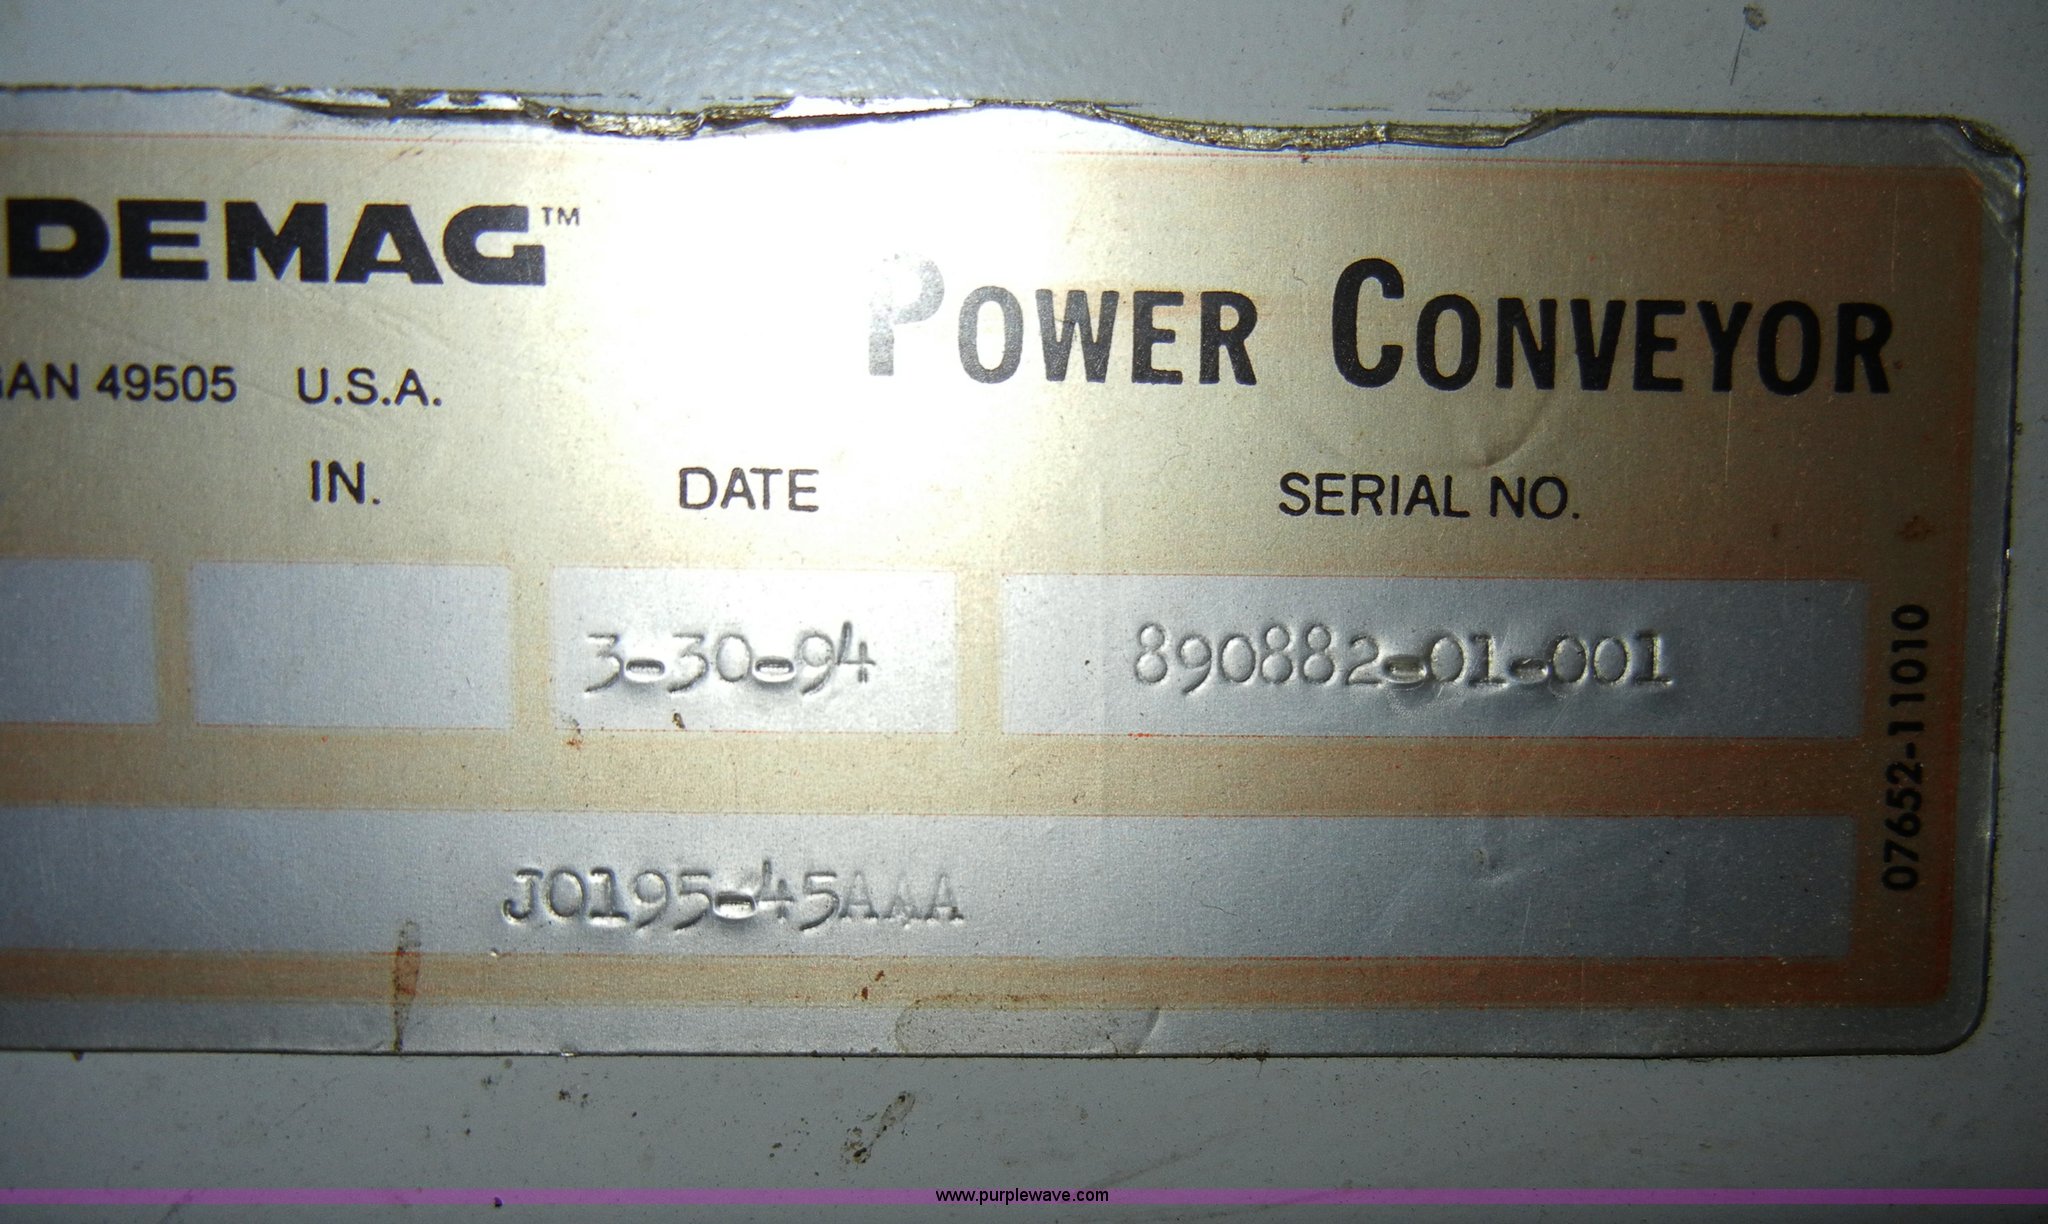 DEMAG™
POWER CONVEYOR
49505 U.S.A.
IN. DATE SERIAL NO.
3-30-94 890882-01-001
J0195-45AAA
07652-11010
www.purplewave.com